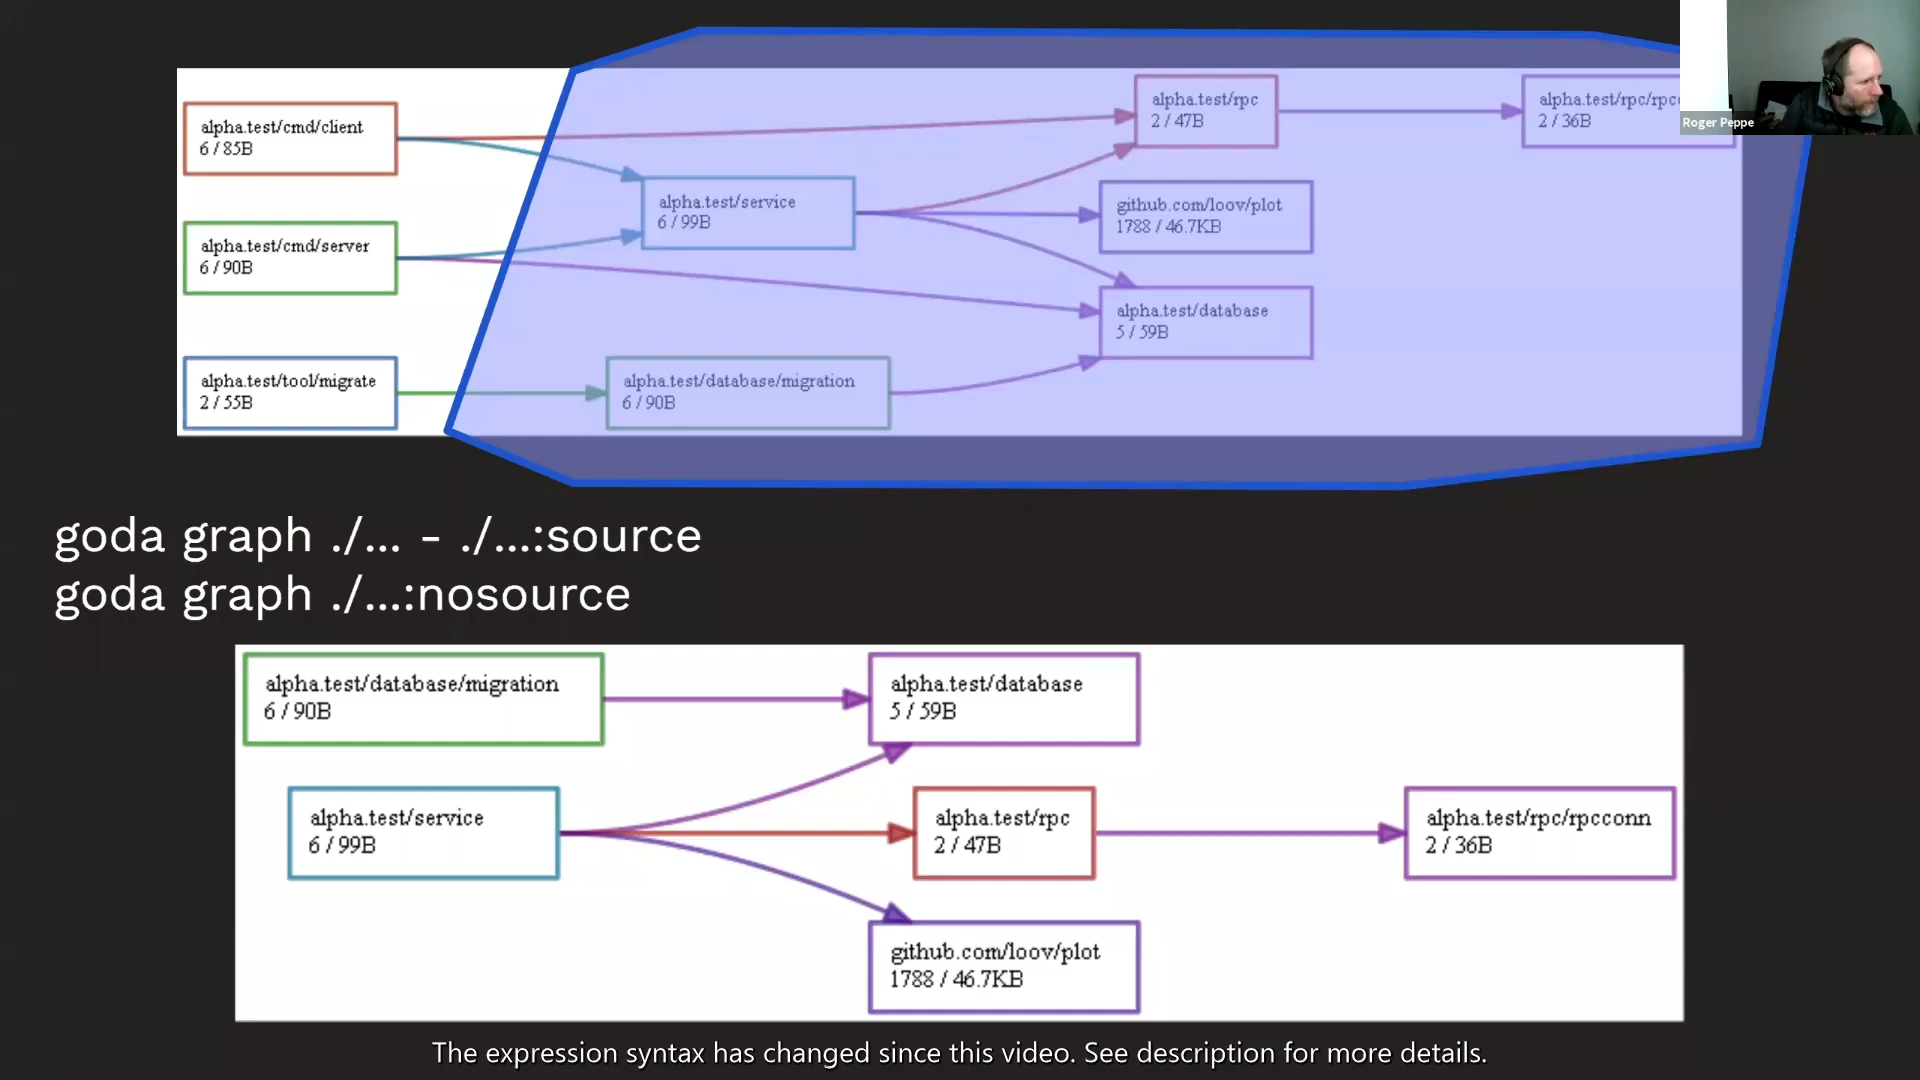 alpha.test/cmd/client
6 / 85B
alpha.test/cmd/server
6 / 90B
alpha.test/tool/migrate
2 / 55B
alpha.test/service
6 / 99B
alpha.test/database/migration
6 / 90B
alpha.test/rpc
2 / 47B
github.com/loov/plot
1788 / 46.7KB
alpha.test/database
5 / 59B
alpha.test/rpc/rpcc
2 / 36B
Roger Peppe
goda graph ./... - ./...:source
goda graph ./...:nosource
alpha.test/database/migration
6 / 90B
alpha.test/service
6 / 99B
alpha.test/database
5 / 59B
alpha.test/rpc
2 / 47B
github.com/loov/plot
1788 / 46.7KB
alpha.test/rpc/rpcconn
2 / 36B
The expression syntax has changed since this video. See description for more details.